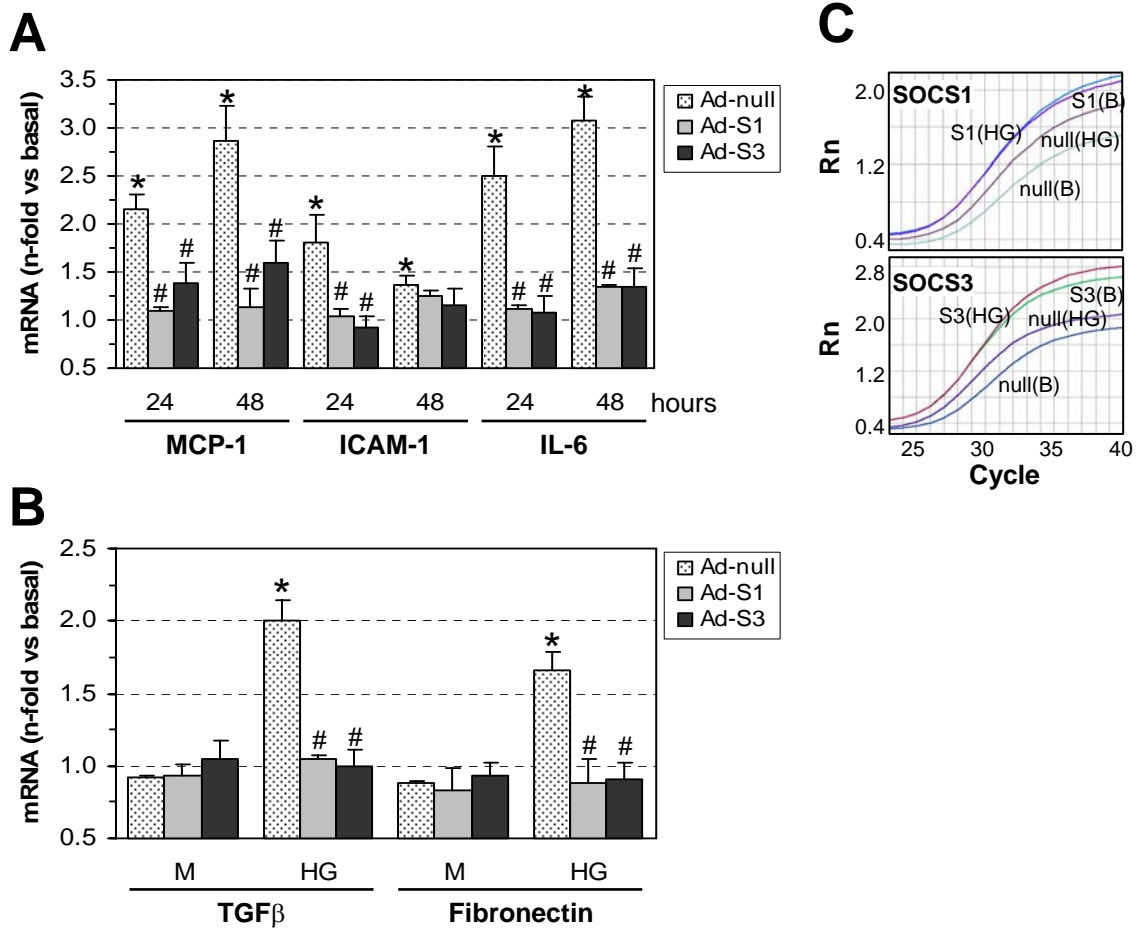 A
mRNA (n-fold vs basal)
3.5
3.0
2.5
2.0
1.5
1.0
0.5
* # # * # # * # # * * # # * # #
Ad-null
Ad-S1
Ad-S3
24 48 24 48 24 48 hours
MCP-1 ICAM-1 IL-6
B
mRNA (n-fold vs basal)
2.5
2.0
1.5
1.0
0.5
* # # * # #
Ad-null
Ad-S1
Ad-S3
M HG M HG
TGFβ Fibronectin
C
Rn
2.0
1.2
0.4
SOCS1
S1(B)
S1(HG)
null(HG)
null(B)
Rn
2.8
2.0
1.2
0.4
SOCS3
S3(B)
S3(HG)
null(HG)
null(B)
25 30 35 40
Cycle